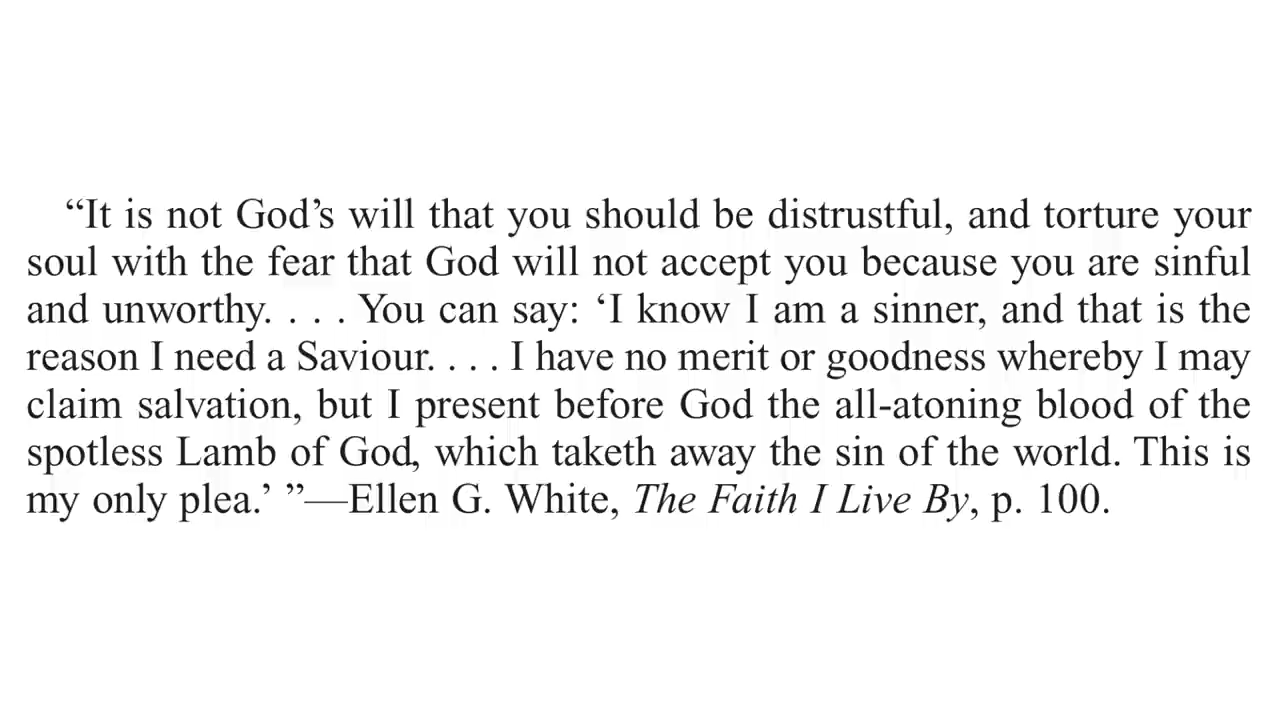 “It is not God’s will that you should be distrustful, and torture your
soul with the fear that God will not accept you because you are sinful
and unworthy. . . . You can say: ‘I know I am a sinner, and that is the
reason I need a Saviour. . . . I have no merit or goodness whereby I may
claim salvation, but I present before God the all-atoning blood of the
spotless Lamb of God, which taketh away the sin of the world. This is
my only plea.’ ”—Ellen G. White, The Faith I Live By, p. 100.